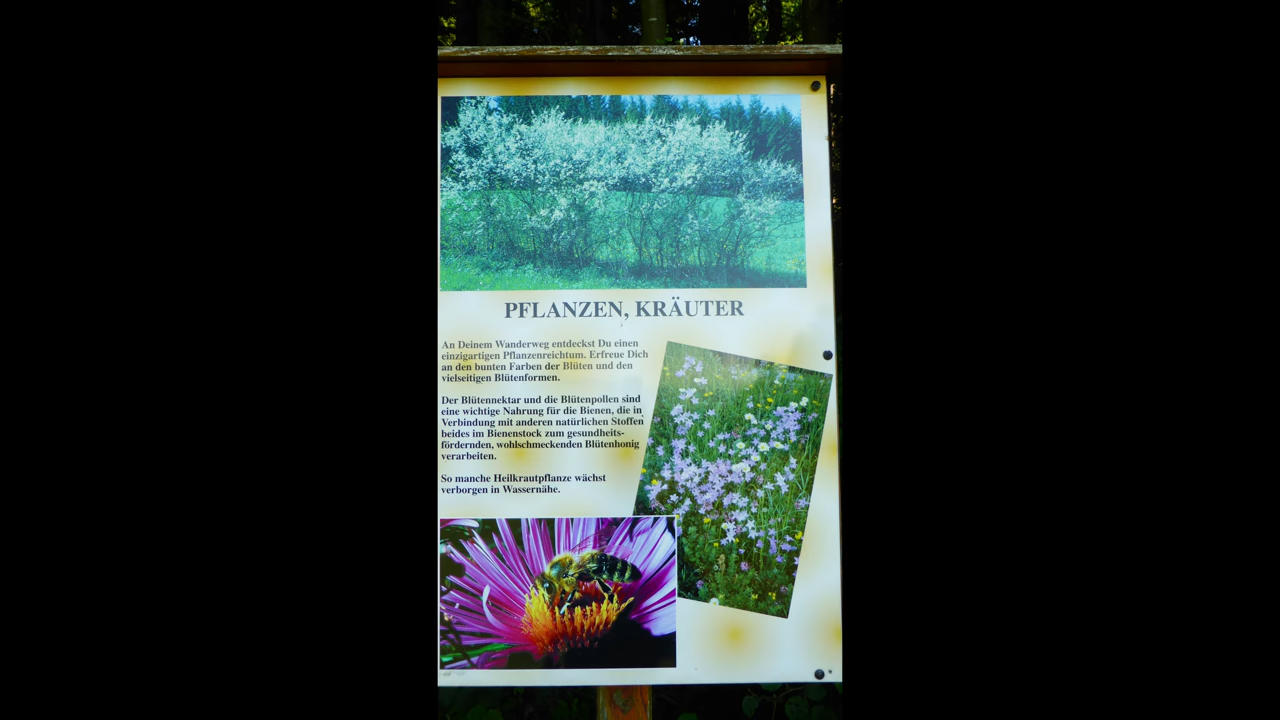 PFLANZEN, KRÄUTER
An Deinem Wanderweg entdeckst Du einen
einzigartigen Pflanzenreichtum. Erfreue Dich
an den bunten Farben der Blüten und den
vielseitigen Blütenformen.
Der Blütennektar und die Blütenpollen sind
eine wichtige Nahrung für die Bienen, die in
Verbindung mit anderen natürlichen Stoffen
beides im Bienenstock zum gesundheits-
fördernden, wohlschmeckenden Blütenhonig
verarbeiten.
So manche Heilkrautpflanze wächst
verborgen in Wassernähe.